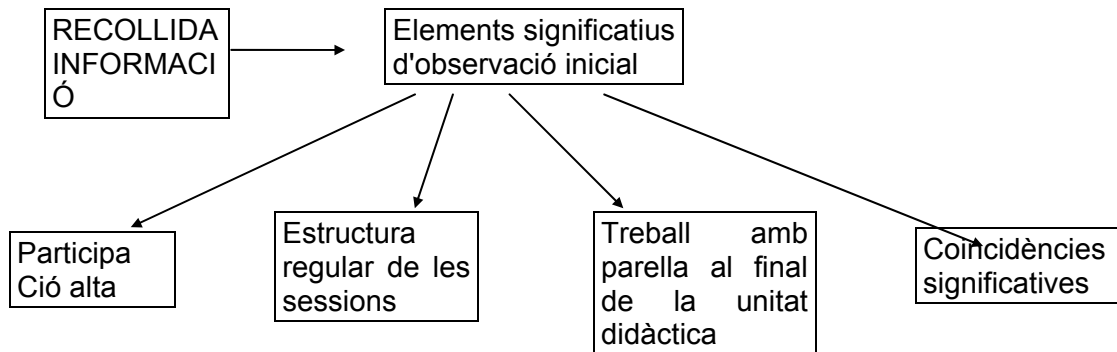 RECOLLIDA
INFORMACI
Ó
Elements significatius
d'observació inicial
Participa
Ció alta
Estructura
regular de les
sessions
Treball amb
parella al final
de la unitat
didàctica
Coincidències
significatives